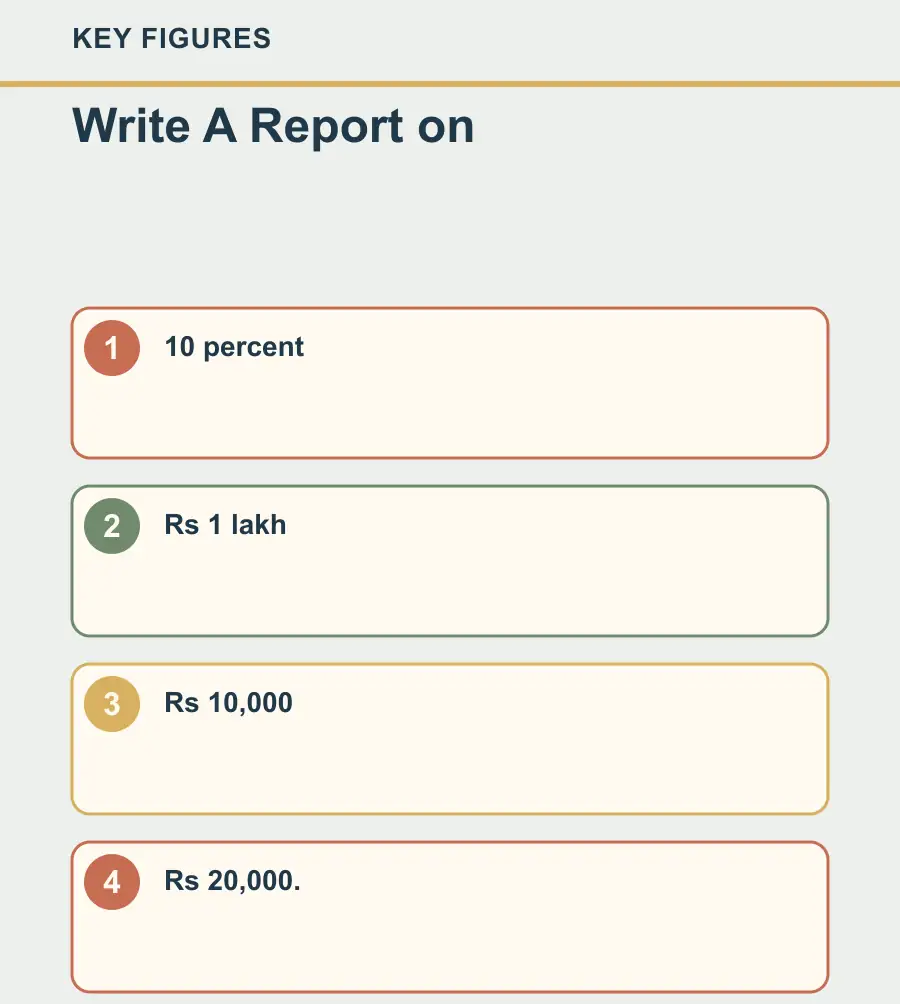 KEY FIGURES
Write A Report on
1
10 percent
2
Rs 1 lakh
3
Rs 10,000
4
Rs 20,000.